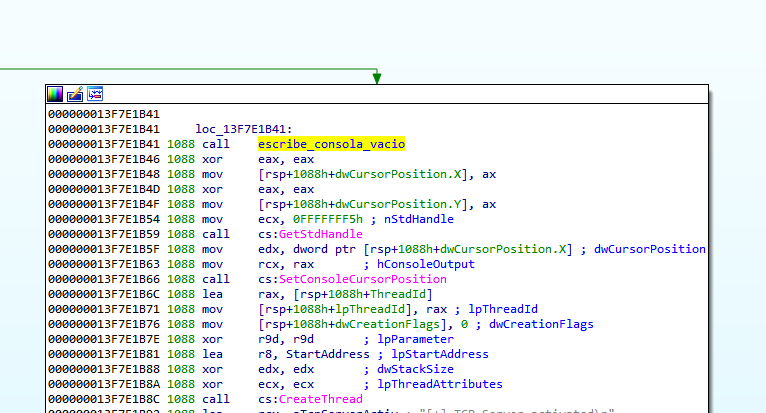 000000013F7E1B41
000000013F7E1B41 loc_13F7E1B41:
000000013F7E1B41 1088 call escribe_consola_vacio
000000013F7E1B46 1088 xor eax, eax
000000013F7E1B48 1088 mov [rsp+1088h+dwCursorPosition.X], ax
000000013F7E1B4D 1088 xor eax, eax
000000013F7E1B4F 1088 mov [rsp+1088h+dwCursorPosition.Y], ax
000000013F7E1B54 1088 mov ecx, 0FFFFFFF5h ; nStdHandle
000000013F7E1B59 1088 call cs:GetStdHandle
000000013F7E1B5F 1088 mov edx, dword ptr [rsp+1088h+dwCursorPosition.X] ; dwCursorPosition
000000013F7E1B63 1088 mov rcx, rax ; hConsoleOutput
000000013F7E1B66 1088 call cs:SetConsoleCursorPosition
000000013F7E1B6C 1088 lea rax, [rsp+1088h+ThreadId]
000000013F7E1B71 1088 mov [rsp+1088h+lpThreadId], rax ; lpThreadId
000000013F7E1B76 1088 mov [rsp+1088h+dwCreationFlags], 0 ; dwCreationFlags
000000013F7E1B7E 1088 xor r9d, r9d ; lpParameter
000000013F7E1B81 1088 lea r8, StartAddress ; lpStartAddress
000000013F7E1B88 1088 xor edx, edx ; dwStackSize
000000013F7E1B8A 1088 xor ecx, ecx ; lpThreadAttributes
000000013F7E1B8C 1088 call cs:CreateThread